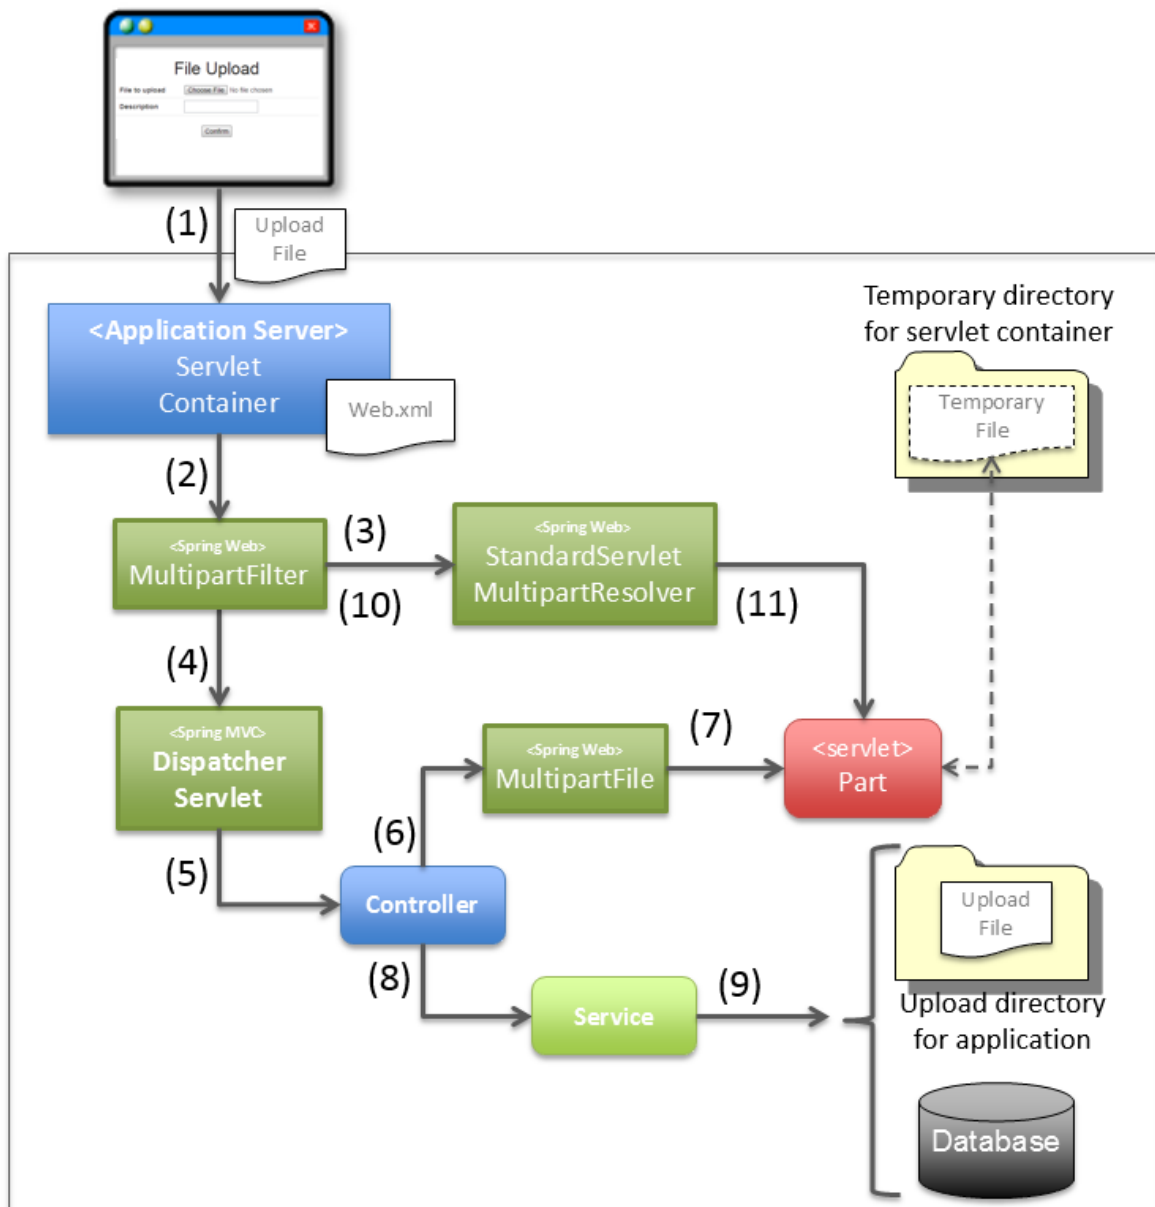 File Upload
File to upload Choose File No file chosen
Description
Confirm
(1)
Upload
File
<Application Server>
Servlet
Container
Web.xml
Temporary directory
for servlet container
Temporary
File
(2)
<Spring Web>
MultipartFilter
(3)
(10)
<Spring Web>
StandardServlet
MultipartResolver
(11)
(4)
<Spring MVC>
Dispatcher
Servlet
<Spring Web>
MultipartFile
(7)
<servlet>
Part
(5)
(6)
Controller
(8)
Service
(9)
Upload
File
Upload directory
for application
Database